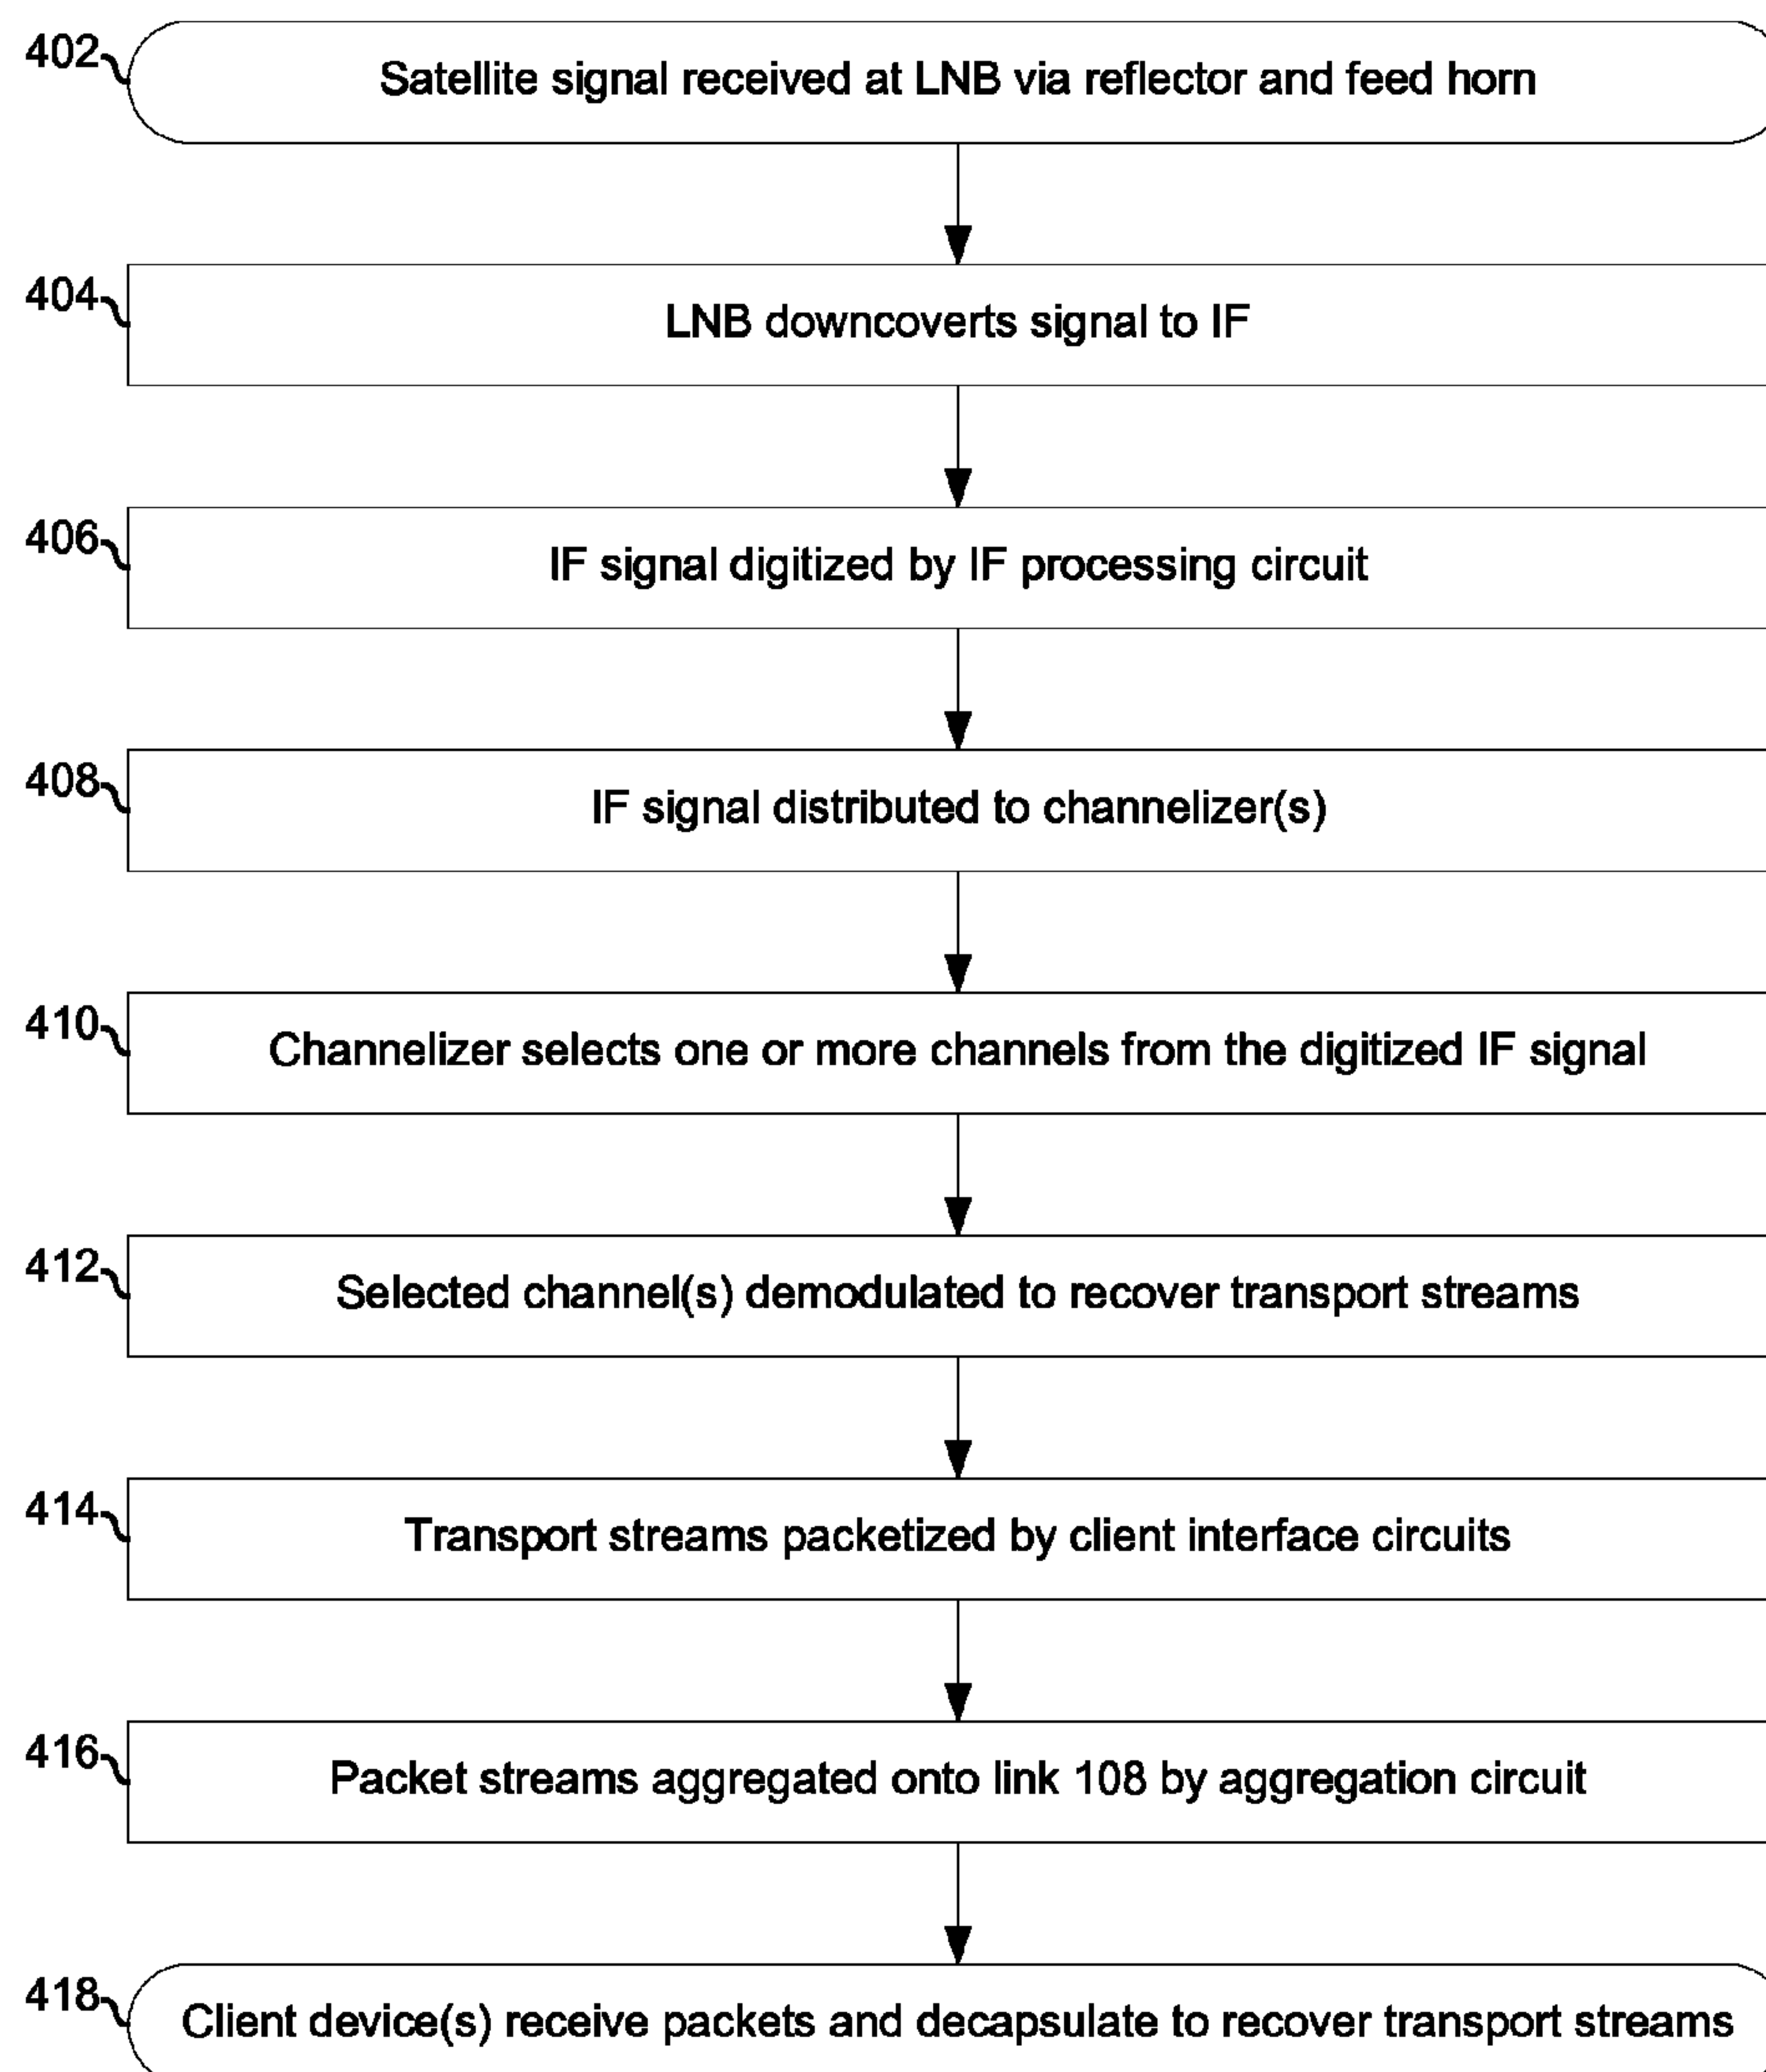 402
Satellite signal received at LNB via reflector and feed horn
404
LNB downcoverts signal to IF
406
IF signal digitized by IF processing circuit
408
IF signal distributed to channelizer(s)
410
Channelizer selects one or more channels from the digitized IF signal
412
Selected channel(s) demodulated to recover transport streams
414
Transport streams packetized by client interface circuits
416
Packet streams aggregated onto link 108 by aggregation circuit
418
Client device(s) receive packets and decapsulate to recover transport streams